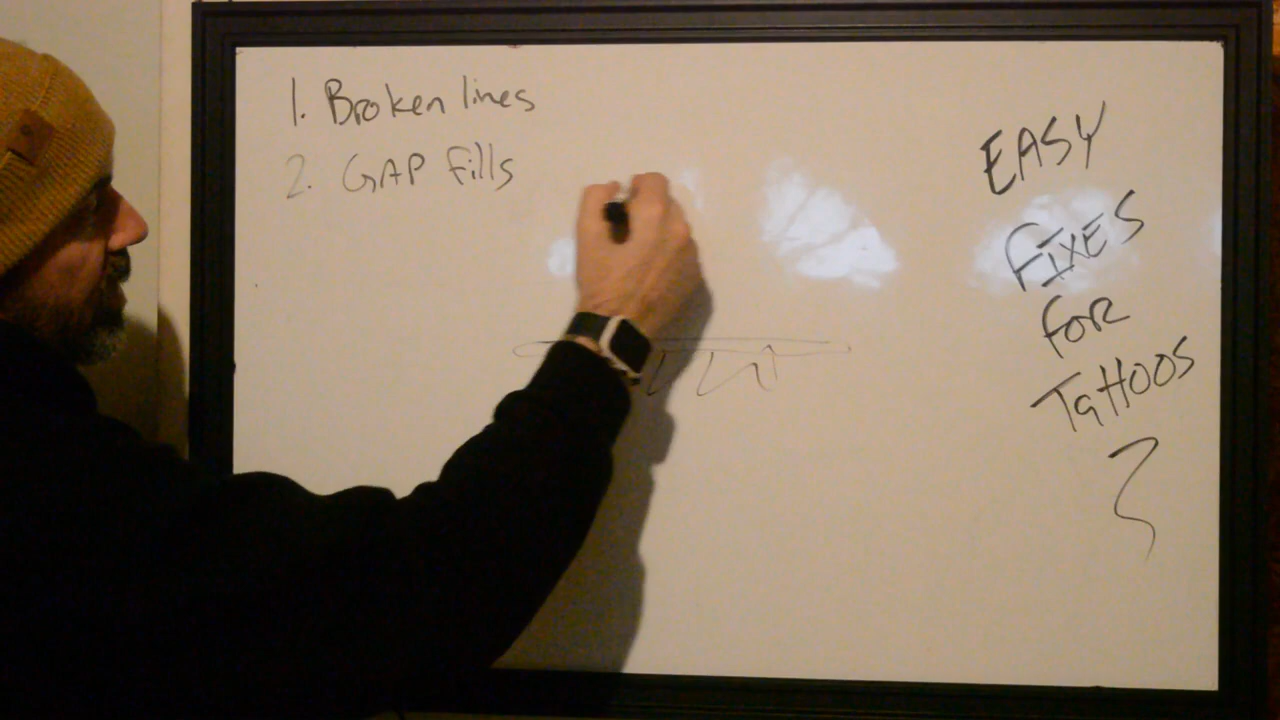 1. Broken lines
2. GAP fills
EASY
FIXES
FOR
TaTTOOS